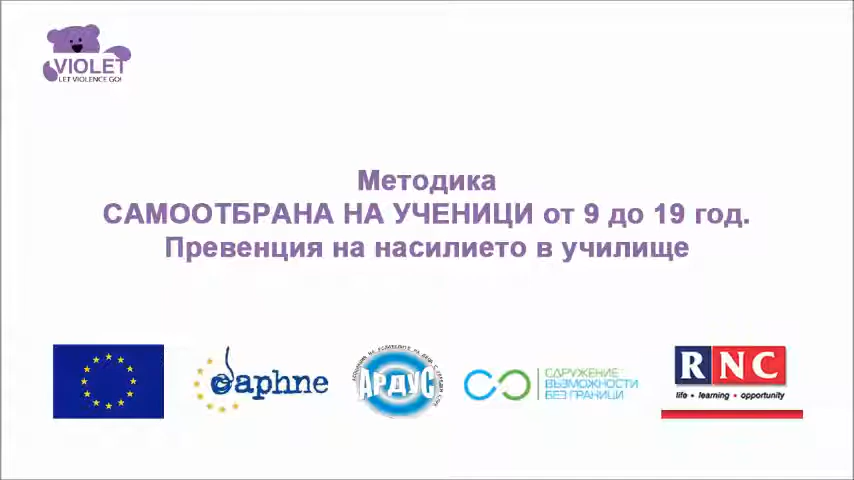 VIOLET
LET VIOLENCE GO!
Методика
САМООТБРАНА НА УЧЕНИЦИ от 9 до 19 год.
Превенция на насилието в училище
daphne
АРДУС
СДРУЖЕНИЕ
ВЪЗМОЖНОСТИ
БЕЗ ГРАНИЦИ
RNC
life • learning • opportunity